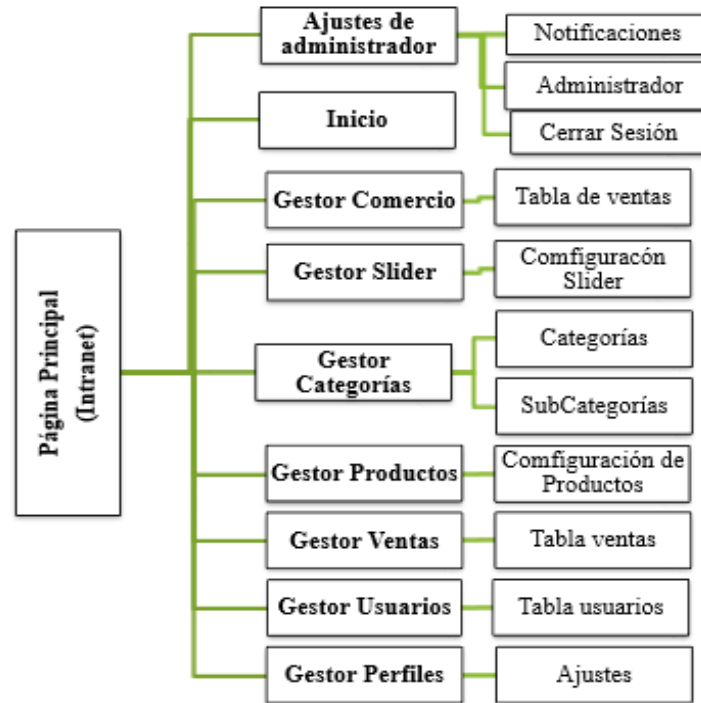 Ajustes de
administrador
Notificaciones
Administrador
Cerrar Sesión
Inicio
Gestor Comercio
Tabla de ventas
Gestor Slider
Comfiguracón
Slider
Página Principal
(Intranet)
Gestor
Categorías
Categorías
SubCategorías
Gestor Productos
Comfiguración de
Productos
Gestor Ventas
Tabla ventas
Gestor Usuarios
Tabla usuarios
Gestor Perfiles
Ajustes